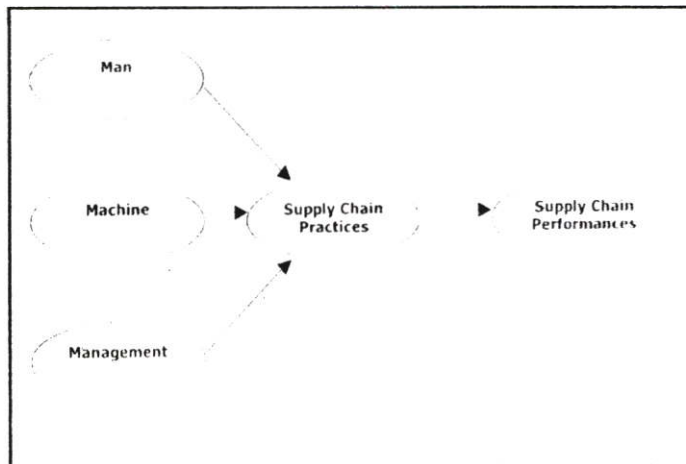 Man
Machine
Supply Chain
Practices
Supply Chain
Performances
Management